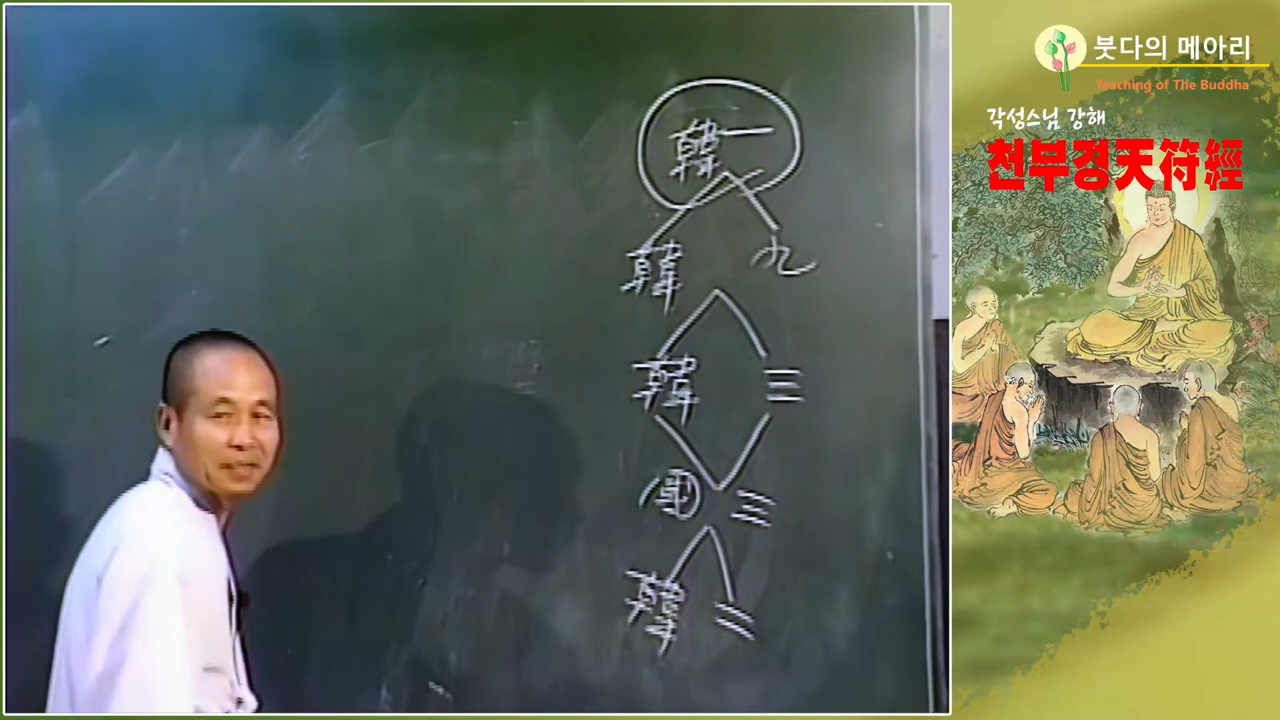 韓一
韓 九
韓 三
三
韓 三
붓다의 메아리
Teaching of The Buddha
각성스님 강해
천부경天符經